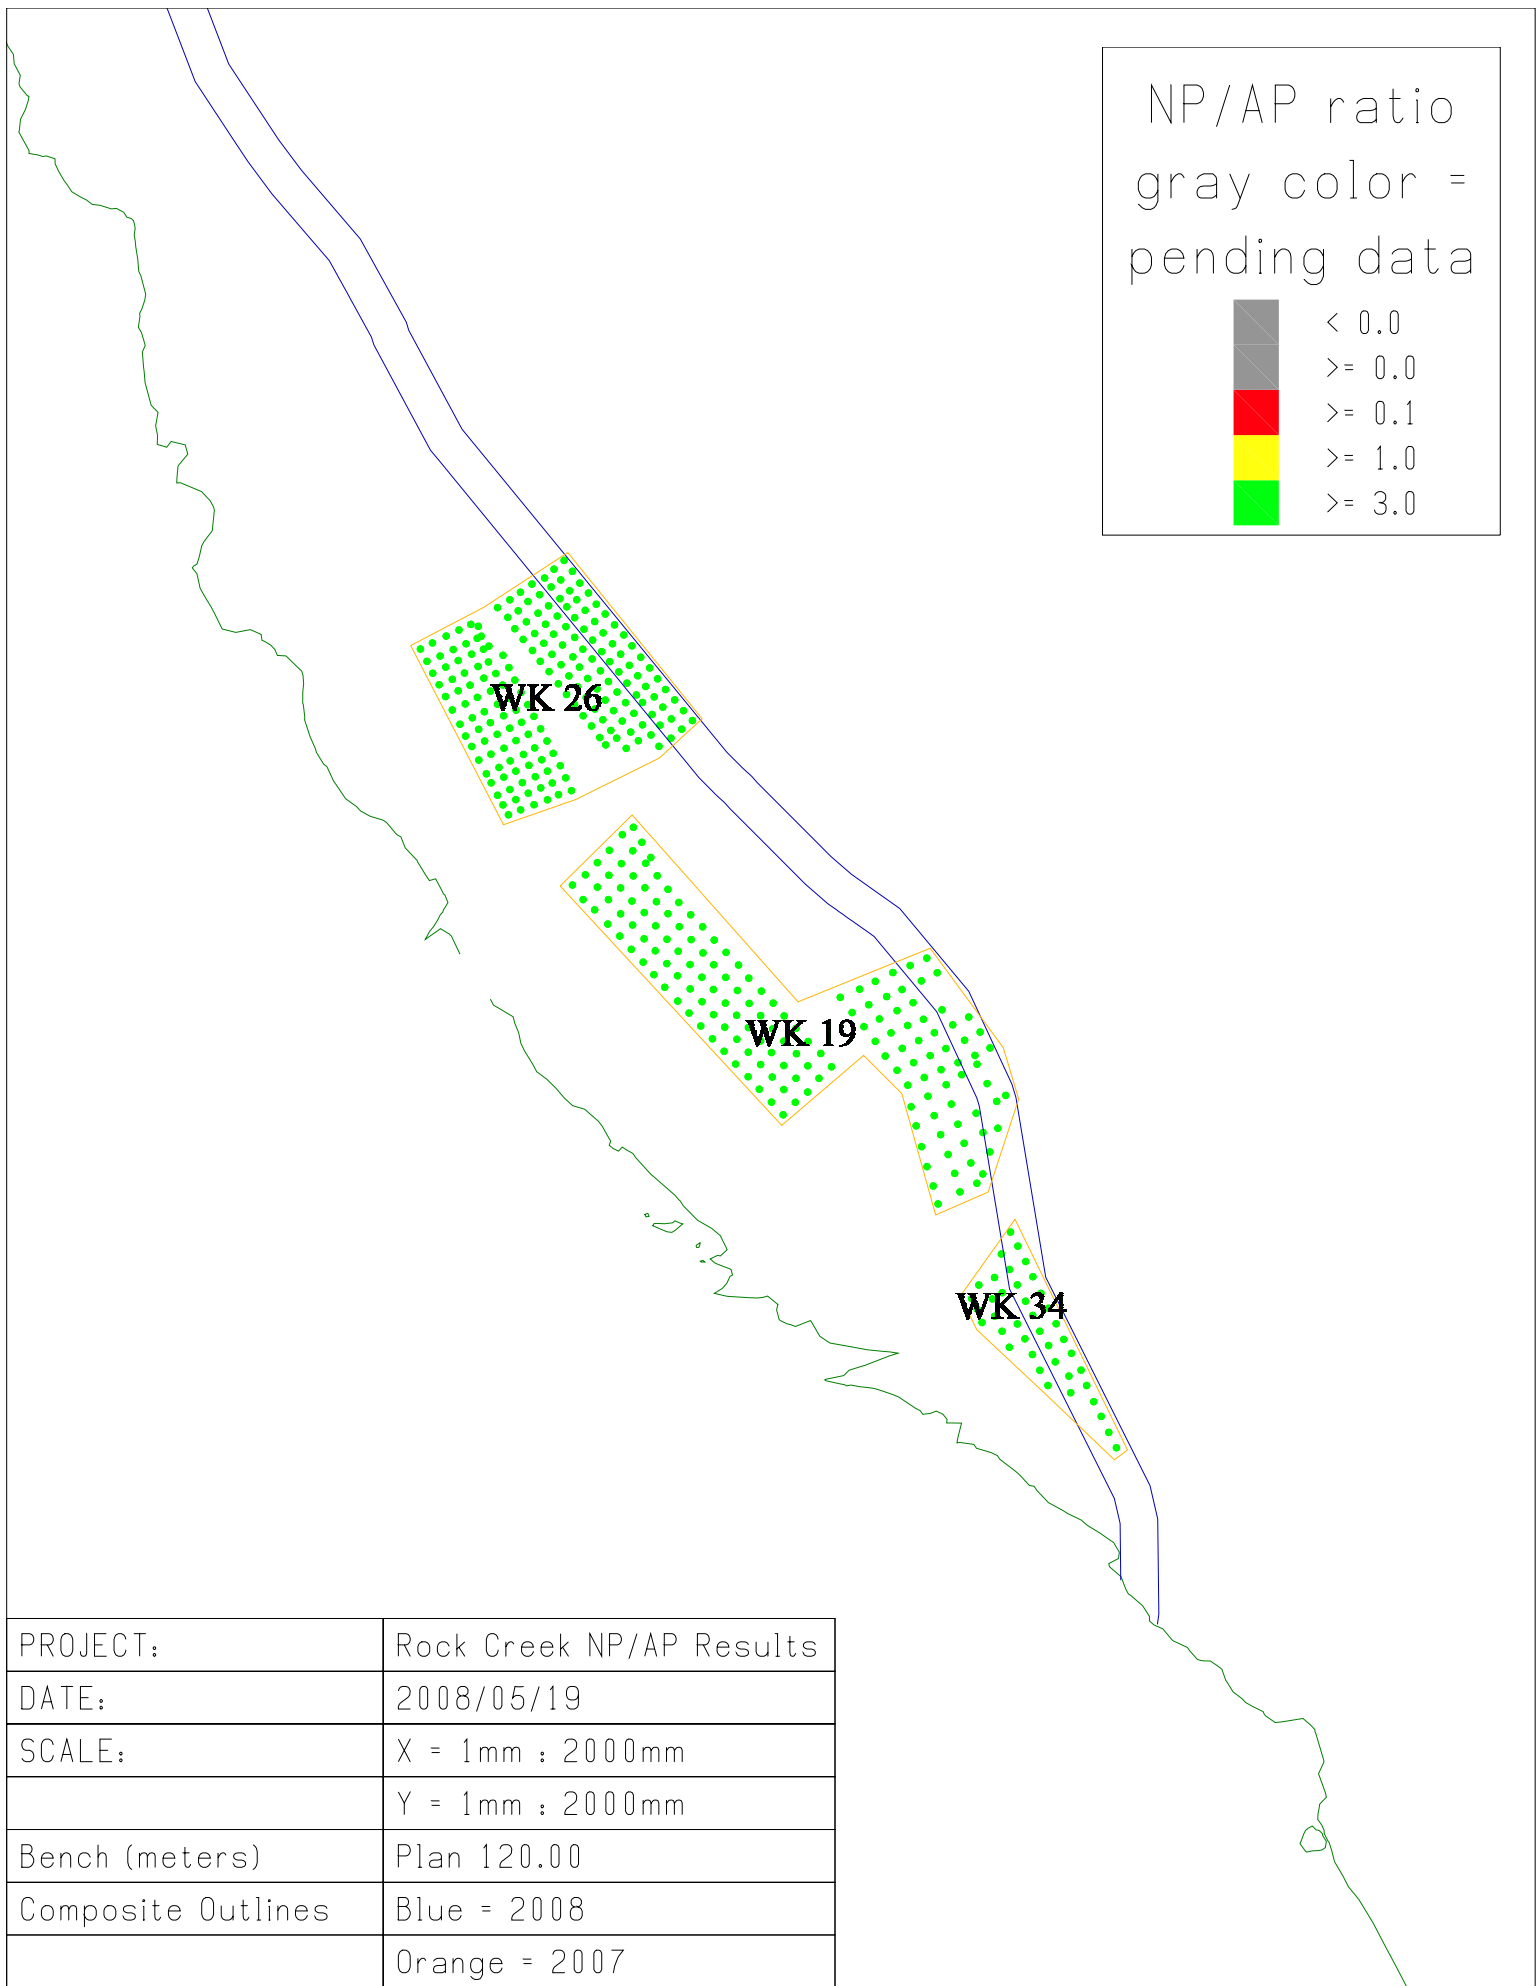 NP/AP ratio
gray color =
pending data
< 0.0
>= 0.0
>= 0.1
>= 1.0
>= 3.0
WK 26
WK 19
WK 34
PROJECT: Rock Creek NP/AP Results
DATE: 2008/05/19
SCALE: X = 1mm : 2000mm
Y = 1mm : 2000mm
Bench (meters) Plan 120.00
Composite Outlines Blue = 2008
Orange = 2007